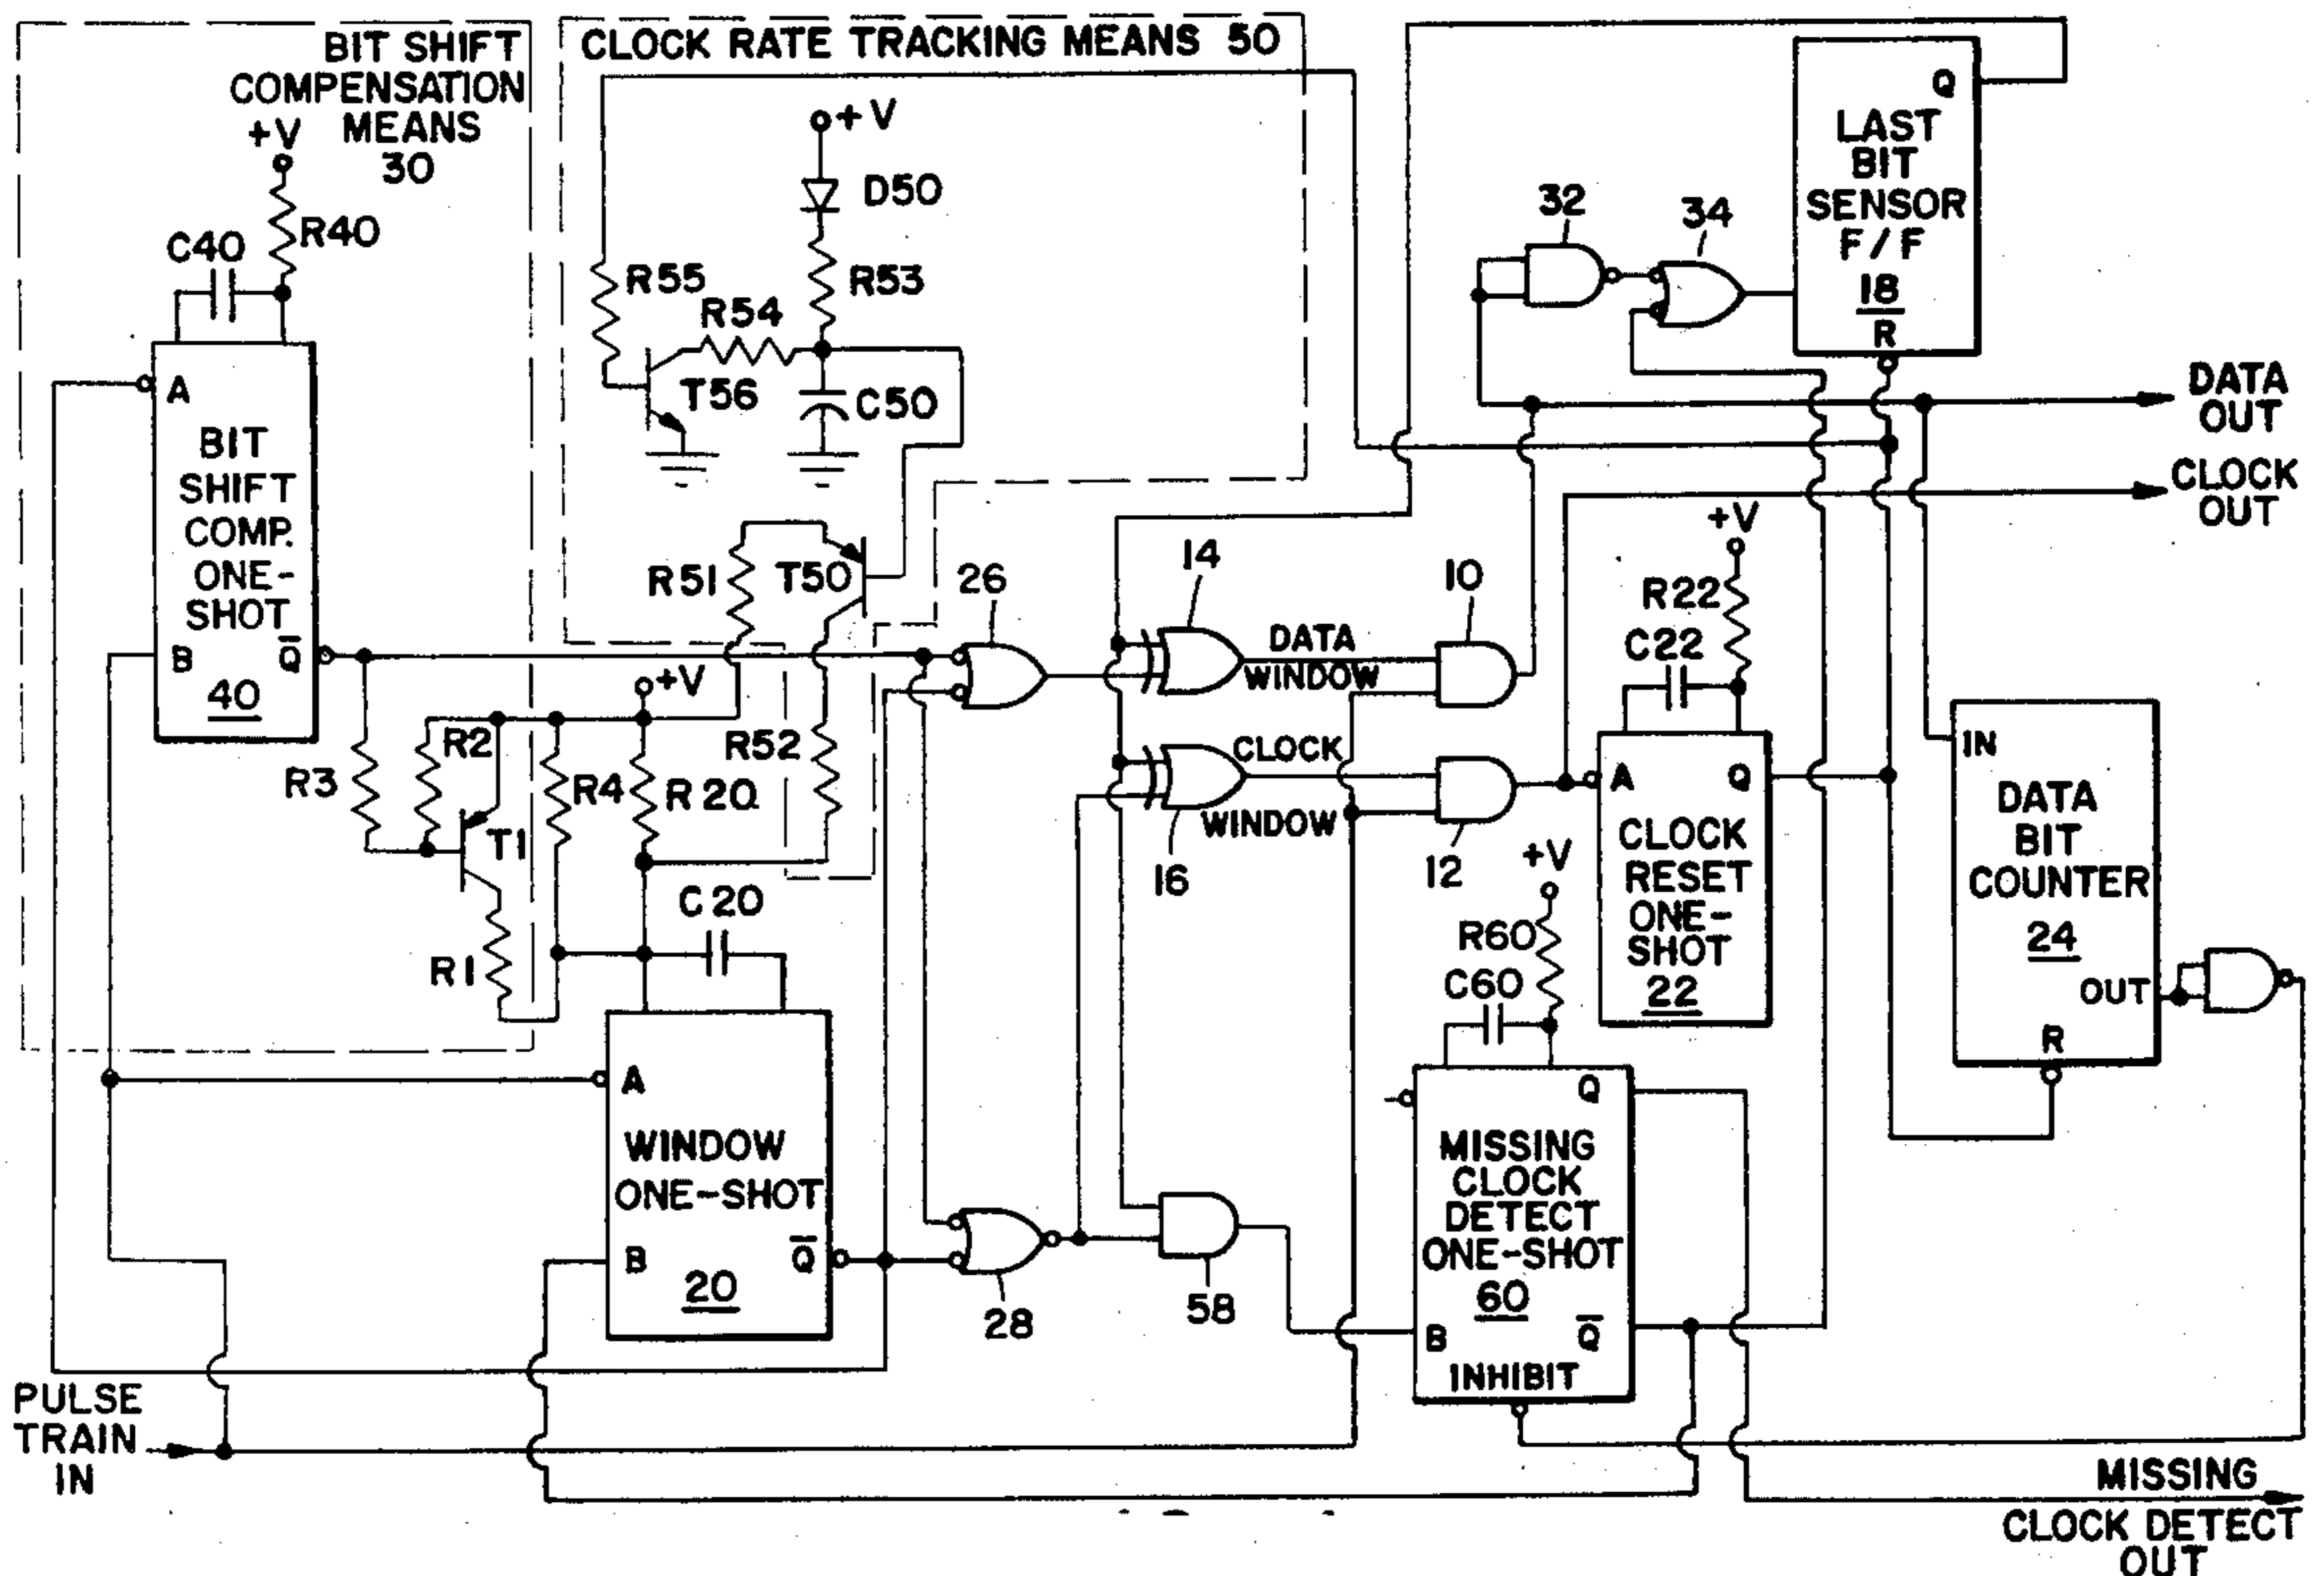 BIT SHIFT
COMPENSATION
MEANS
30
+V
C40
R40
A
BIT
SHIFT
COMP.
ONE-
SHOT
B
Q̅
40
CLOCK RATE TRACKING MEANS 50
+V
D50
R55
R54
R53
T56
C50
R51
T50
R52
+V
R3
R2
T1
R1
R4
R20
C20
A
WINDOW
ONE-SHOT
B
Q̅
20
26
28
14
DATA
WINDOW
10
CLOCK
WINDOW
16
12
58
32
34
Q
LAST
BIT
SENSOR
F/F
18
R
DATA
OUT
CLOCK
OUT
+V
R22
C22
A
Q
CLOCK
RESET
ONE-
SHOT
22
+V
R60
C60
Q
MISSING
CLOCK
DETECT
ONE-SHOT
60
B
Q̅
INHIBIT
IN
DATA
BIT
COUNTER
24
OUT
R
PULSE
TRAIN
IN
MISSING
CLOCK DETECT
OUT